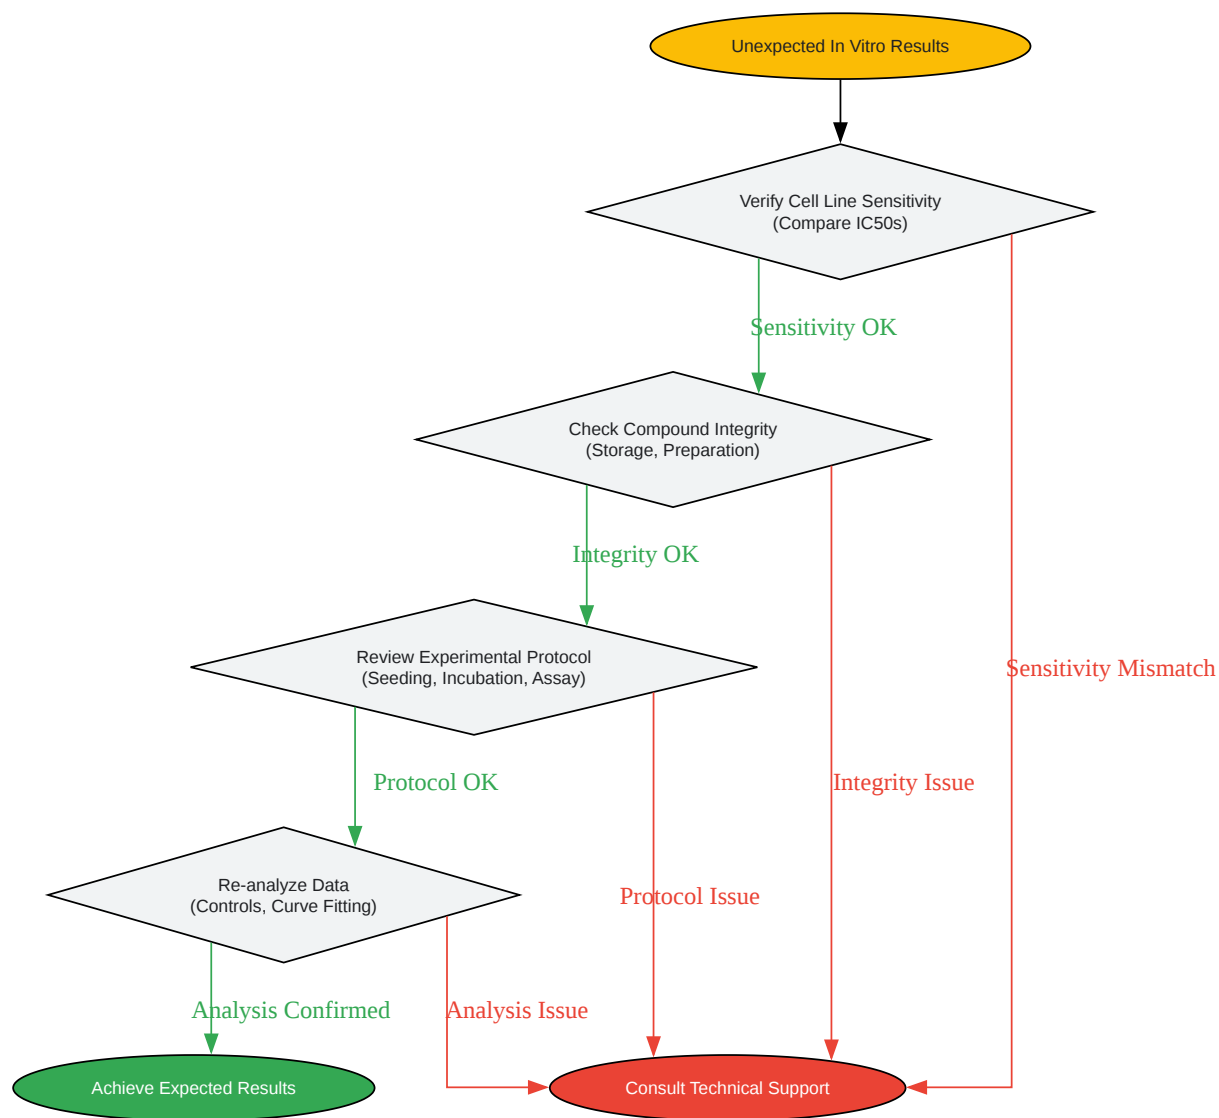 Unexpected In Vitro Results
Verify Cell Line Sensitivity
(Compare IC50s)
Sensitivity OK
Check Compound Integrity
(Storage, Preparation)
Integrity OK
Review Experimental Protocol
(Seeding, Incubation, Assay)
Sensitivity Mismatch
Protocol OK
Integrity Issue
Re-analyze Data
(Controls, Curve Fitting)
Protocol Issue
Analysis Confirmed
Analysis Issue
Achieve Expected Results
Consult Technical Support